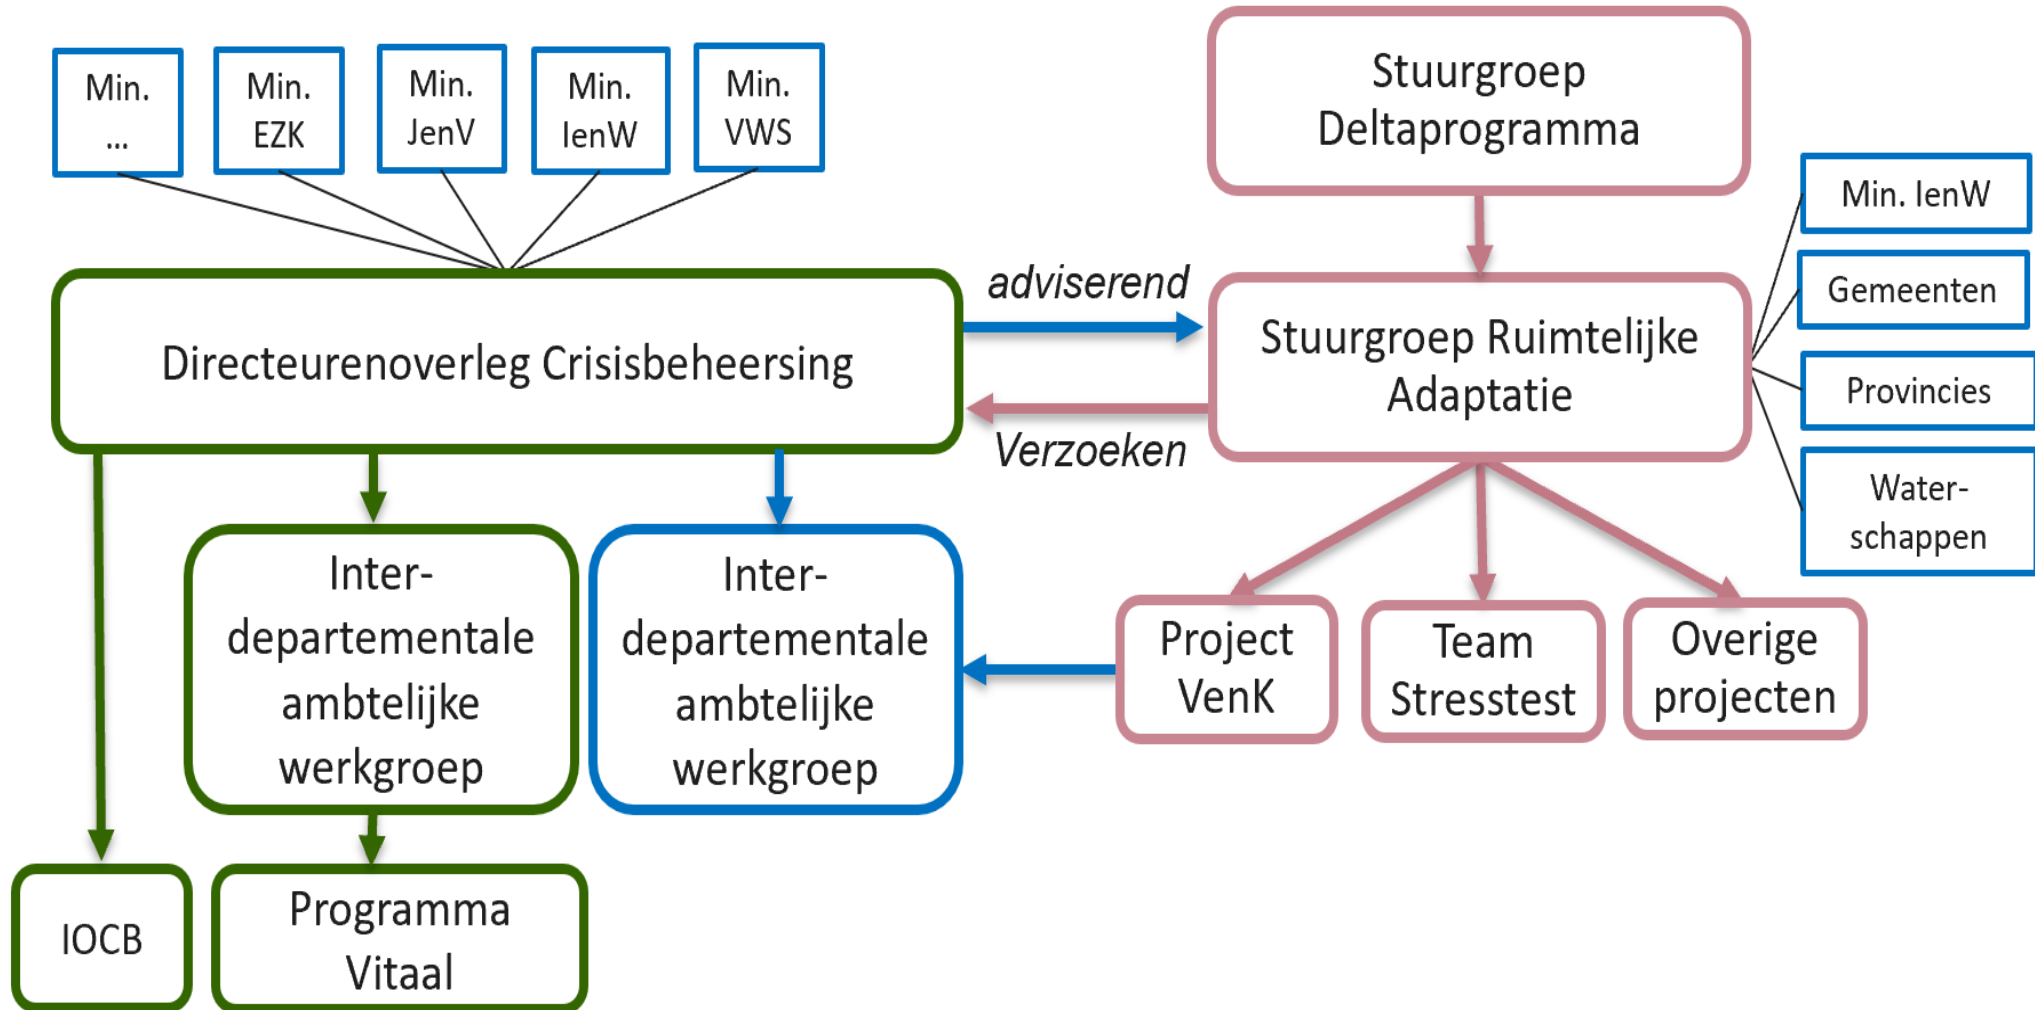 Min.
...
Min.
EZK
Min.
JenV
Min.
IenW
Min.
VWS
Stuurgroep
Deltaprogramma
Min. IenW
Gemeenten
Provincies
Water-
schappen
Directeurenoverleg Crisisbeheersing
adviserend
Verzoeken
Stuurgroep Ruimtelijke
Adaptatie
Inter-
departementale
ambtelijke
werkgroep
Inter-
departementale
ambtelijke
werkgroep
Project
VenK
Team
Stresstest
Overige
projecten
IOCB
Programma
Vitaal